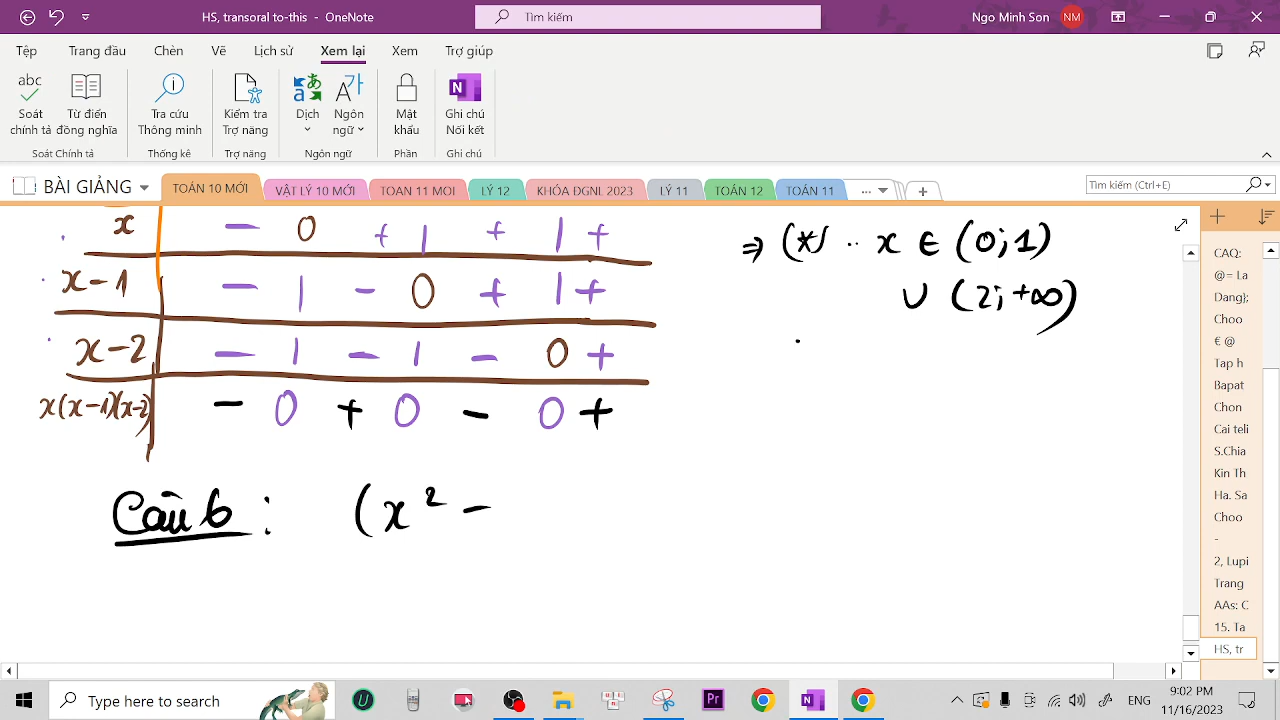 HS, transoral to-this - OneNote
Tìm kiếm
Ngo Minh Son NM
Tệp Trang đầu Chèn Vẽ Lịch sử Xem lại Xem Trợ giúp
abc Soát chính tả
Từ điển đồng nghĩa
Tra cứu Thông minh
Kiểm tra Trợ năng
Dịch
Ngôn ngữ
Mật khẩu
N Ghi chú Nối kết
Soát Chính tả Thống kê Trợ năng Ngôn ngữ Phần Ghi chú
BÀI GIẢNG TOÁN 10 MỚI VẬT LÝ 10 MỚI TOAN 11 MOI LÝ 12 KHÓA ĐGNL 2023 LÝ 11 TOÁN 12 TOÁN 11 ... Tìm kiếm (Ctrl+E)
x - 0 + | + | +
x-1 - | - 0 + | +
x-2 - | - | - 0 +
x(x-1)(x-2) - 0 + 0 - 0 +
⇒ (*) .. x ∈ (0;1)
∪ (2;+∞)
Câu 6 : (x² -
CAQ:
@= La
Dang);
Choo
€ @
Tap h
Bapat
Chon
Cai teli
S.Chia
Kin Th
Ha. Sa
Choo
-
2, Lupi
Trang
AAs: C
15. Ta
HS, tr
Type here to search
Pr
N
ENG
9:02 PM
11/16/2023